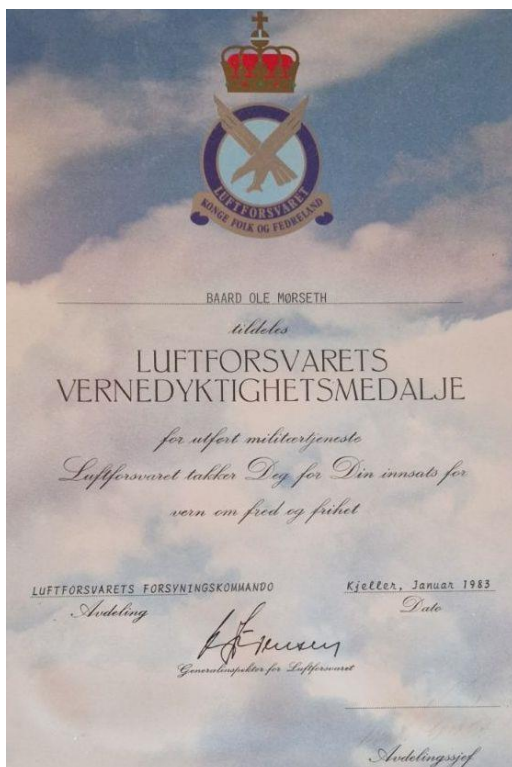 LUFTFORSVARET
KONGE FOLK OG FEDRELAND
BAARD OLE MØRSETH
tildeles
LUFTFORSVARETS
VERNEDYKTIGHETSMEDALJE
for utført militærtjeneste
Luftforsvaret takker Deg for Din innsats for
vern om fred og frihet
LUFTFORSVARETS FORSYNINGSKOMMANDO
Kjeller, Januar 1983
Avdeling
Dato
Generalinspektør for Luftforsvaret
Avdelingssjef